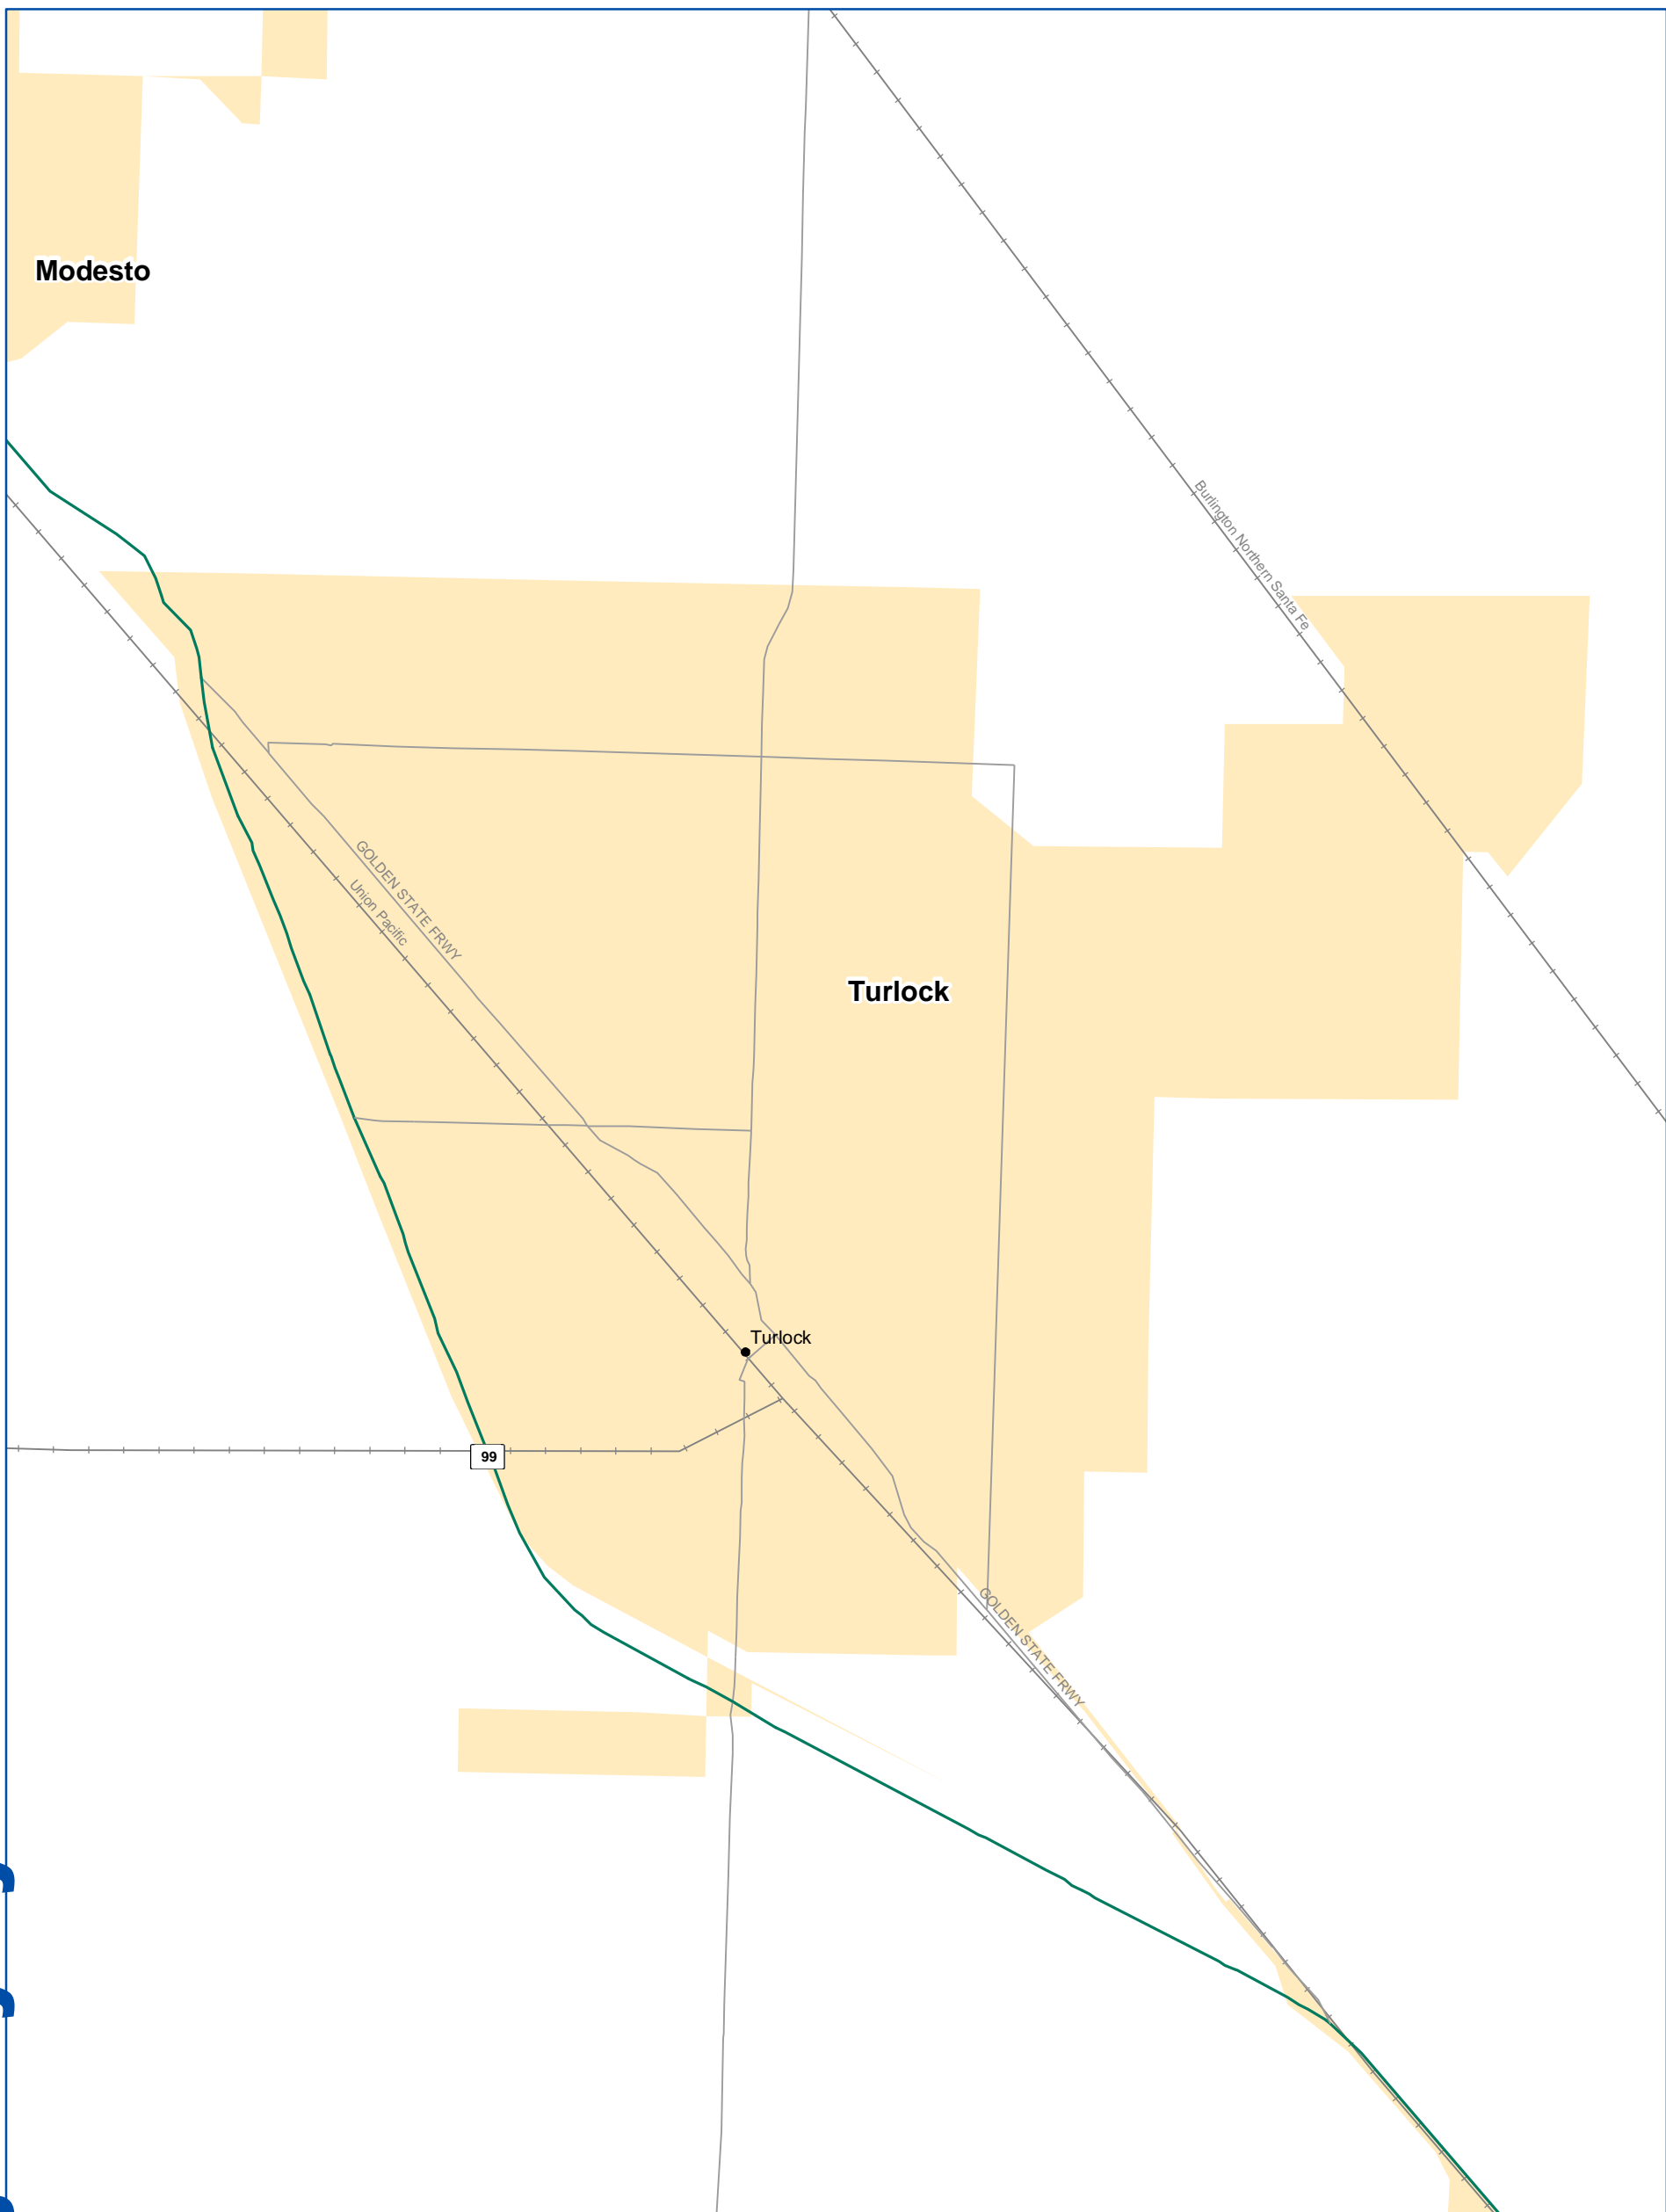 Modesto
Burlington Northern Santa Fe
GOLDEN STATE FRWY
Union Pacific
Turlock
Turlock
99
GOLDEN STATE FRWY